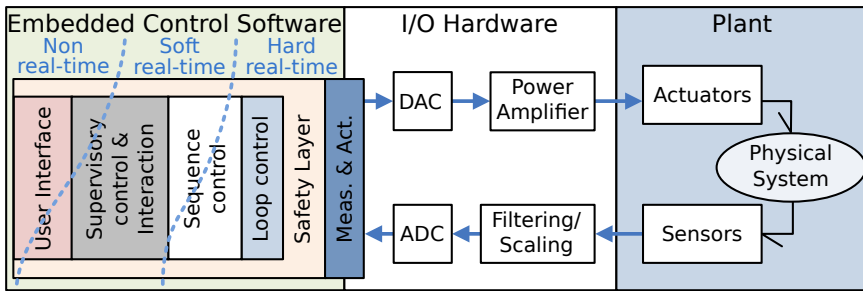 Embedded Control Software
I/O Hardware
Plant
Non
real-time
Soft
real-time
Hard
real-time
User Interface
Supervisory
control &
Interaction
Sequence
control
Loop control
Safety Layer
Meas. & Act.
DAC
Power
Amplifier
Actuators
Physical
System
ADC
Filtering/
Scaling
Sensors